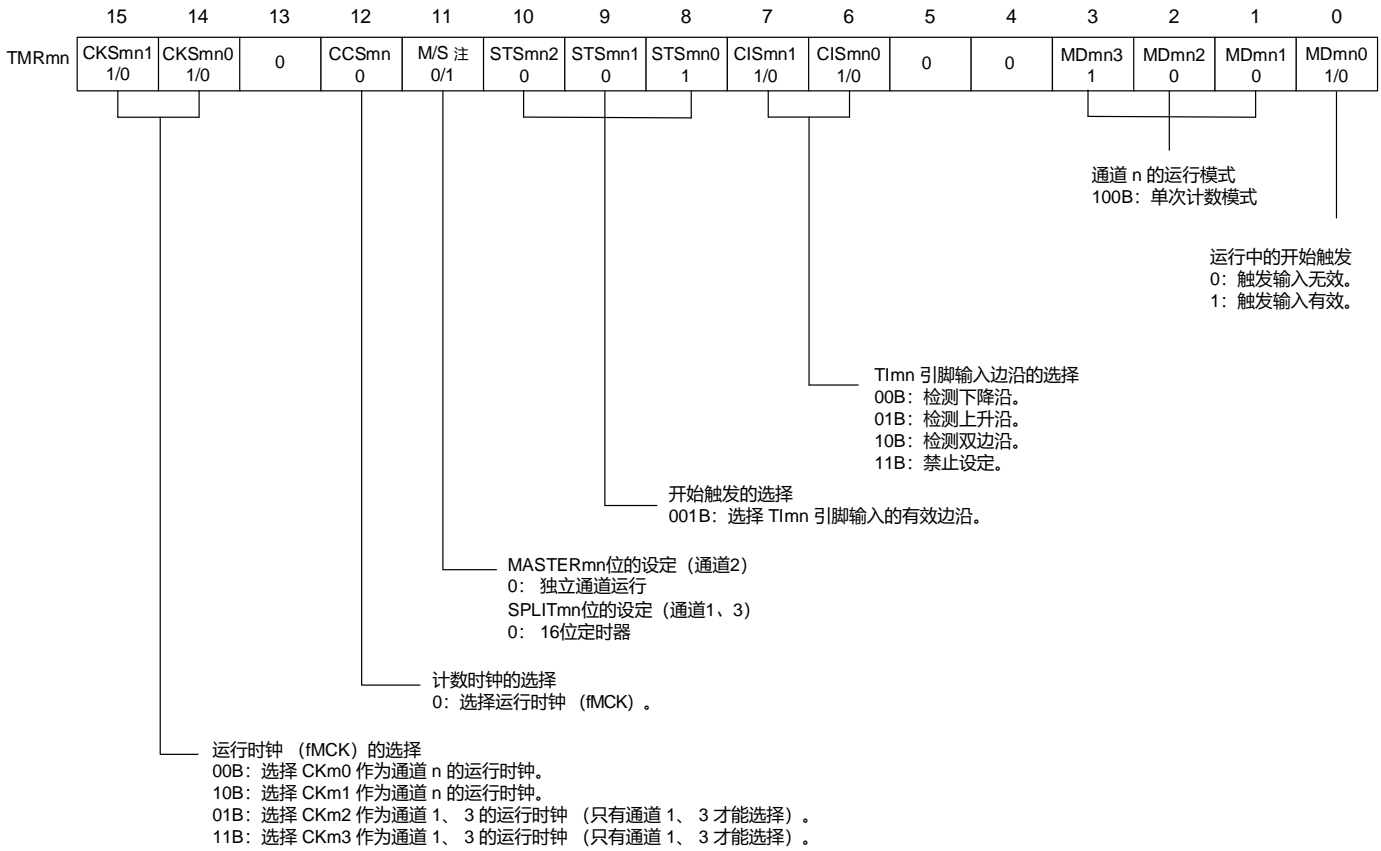 15 14 13 12 11 10 9 8 7 6 5 4 3 2 1 0
TMRmn CKSmn1 CKSmn0 0 CCSmn M/S 注 STSmn2 STSmn1 STSmn0 CISmn1 CISmn0 0 0 MDmn3 MDmn2 MDmn1 MDmn0
1/0 1/0 0 0/1 0 0 1 1/0 1/0 1 0 0 1/0
通道 n 的运行模式
100B：单次计数模式
运行中的开始触发
0：触发输入无效。
1：触发输入有效。
TImn 引脚输入边沿的选择
00B：检测下降沿。
01B：检测上升沿。
10B：检测双边沿。
11B：禁止设定。
开始触发的选择
001B：选择 TImn 引脚输入的有效边沿。
MASTERmn位的设定（通道2）
0： 独立通道运行
SPLITmn位的设定（通道1、3）
0： 16位定时器
计数时钟的选择
0：选择运行时钟 （fMCK）。
运行时钟 （fMCK）的选择
00B：选择 CKm0 作为通道 n 的运行时钟。
10B：选择 CKm1 作为通道 n 的运行时钟。
01B：选择 CKm2 作为通道 1、 3 的运行时钟 （只有通道 1、 3 才能选择）。
11B：选择 CKm3 作为通道 1、 3 的运行时钟 （只有通道 1、 3 才能选择）。